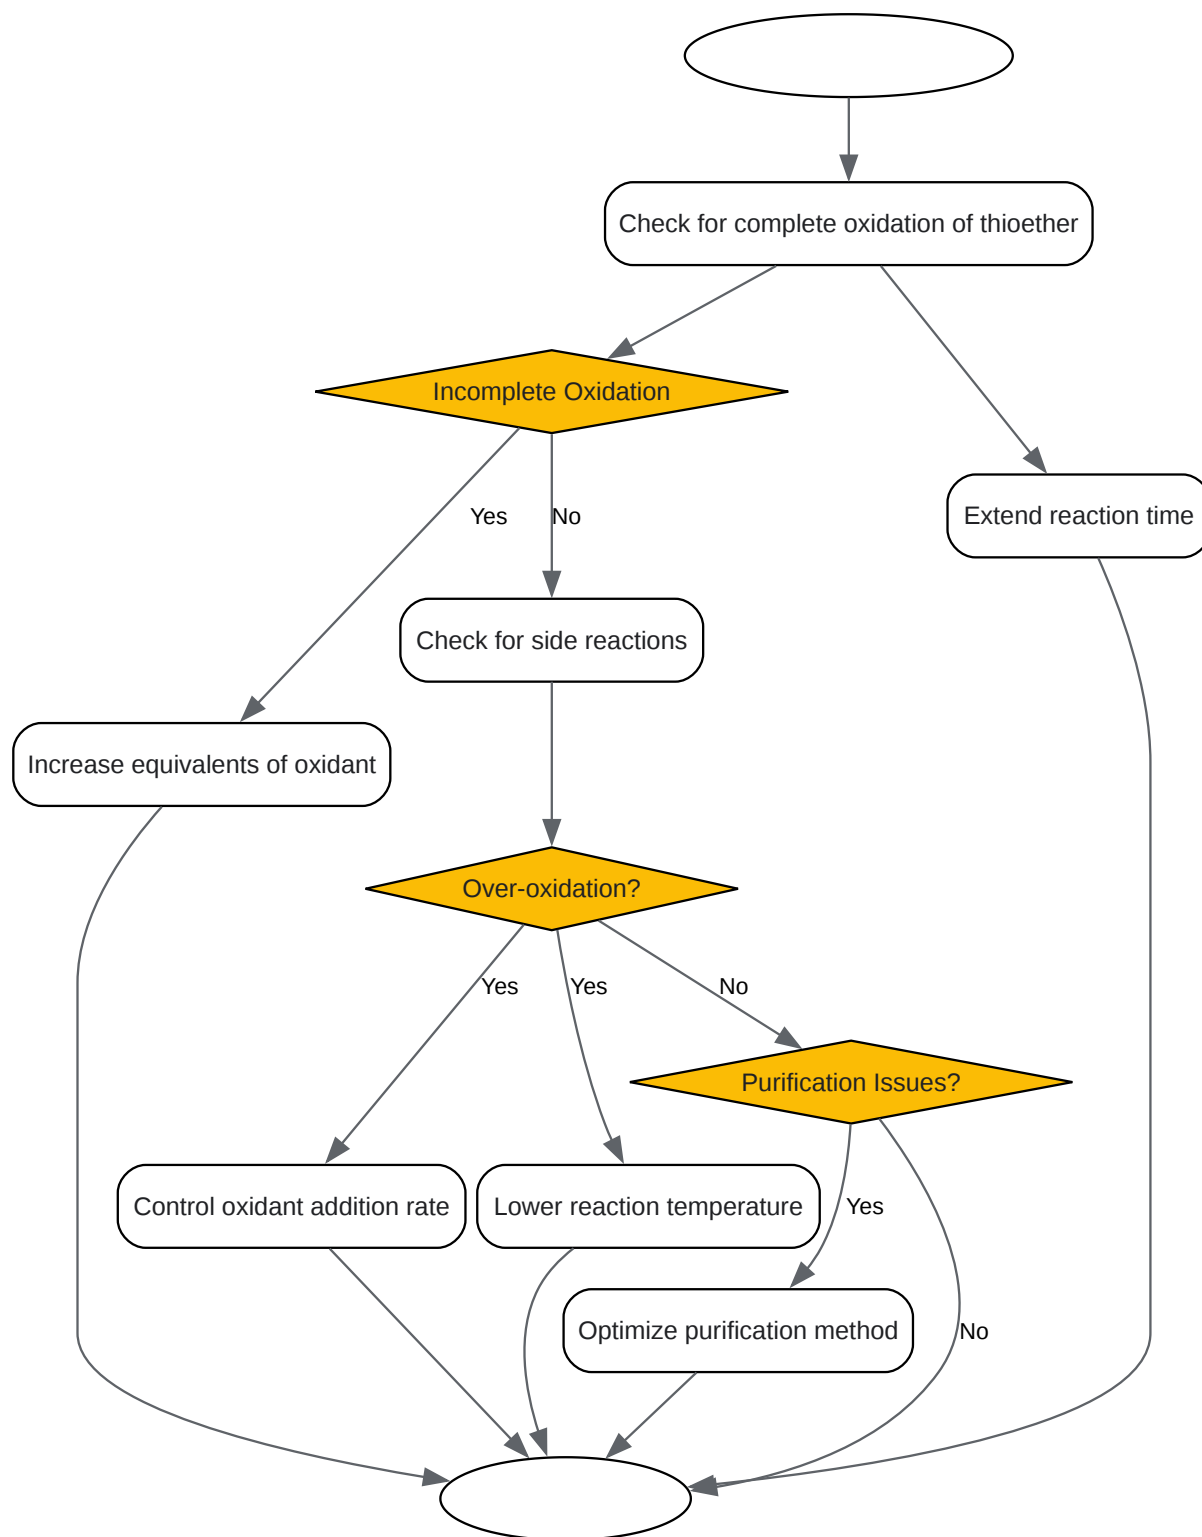 Check for complete oxidation of thioether
Incomplete Oxidation
Yes
No
Extend reaction time
Check for side reactions
Increase equivalents of oxidant
Over-oxidation?
Yes
Yes
No
Purification Issues?
Control oxidant addition rate
Lower reaction temperature
Yes
Optimize purification method
No